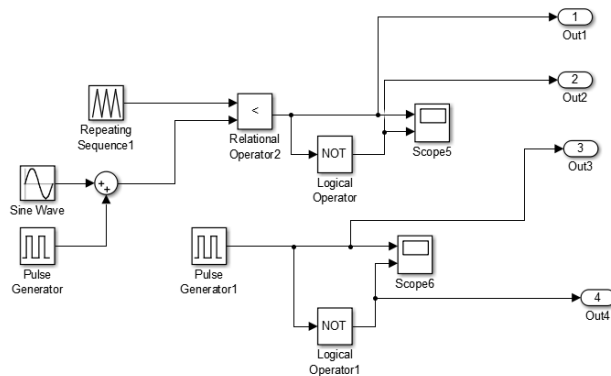 1
Out1
2
Out2
<
Repeating
Sequence1
Relational
Operator2
NOT
Scope5
Logical
Operator
3
Out3
Sine Wave
++
Pulse
Generator
Pulse
Generator1
Scope6
NOT
Logical
Operator1
4
Out4